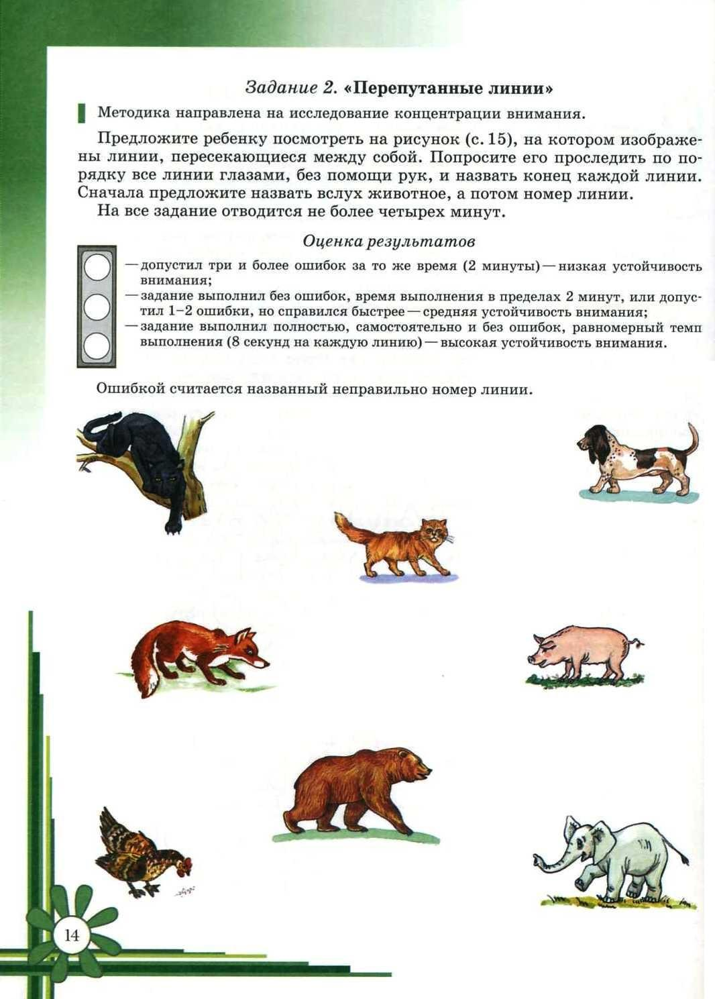 Задание 2. «Перепутанные линии»
Методика направлена на исследование концентрации внимания.
Предложите ребенку посмотреть на рисунок (с. 15), на котором изображе-
ны линии, пересекающиеся между собой. Попросите его проследить по по-
рядку все линии глазами, без помощи рук, и назвать конец каждой линии.
Сначала предложите назвать вслух животное, а потом номер линии.
На все задание отводится не более четырех минут.
Оценка результатов
— допустил три и более ошибок за то же время (2 минуты) — низкая устойчивость
внимания;
— задание выполнил без ошибок, время выполнения в пределах 2 минут, или допус-
тил 1–2 ошибки, но справился быстрее — средняя устойчивость внимания;
— задание выполнил полностью, самостоятельно и без ошибок, равномерный темп
выполнения (8 секунд на каждую линию) — высокая устойчивость внимания.
Ошибкой считается названный неправильно номер линии.
14